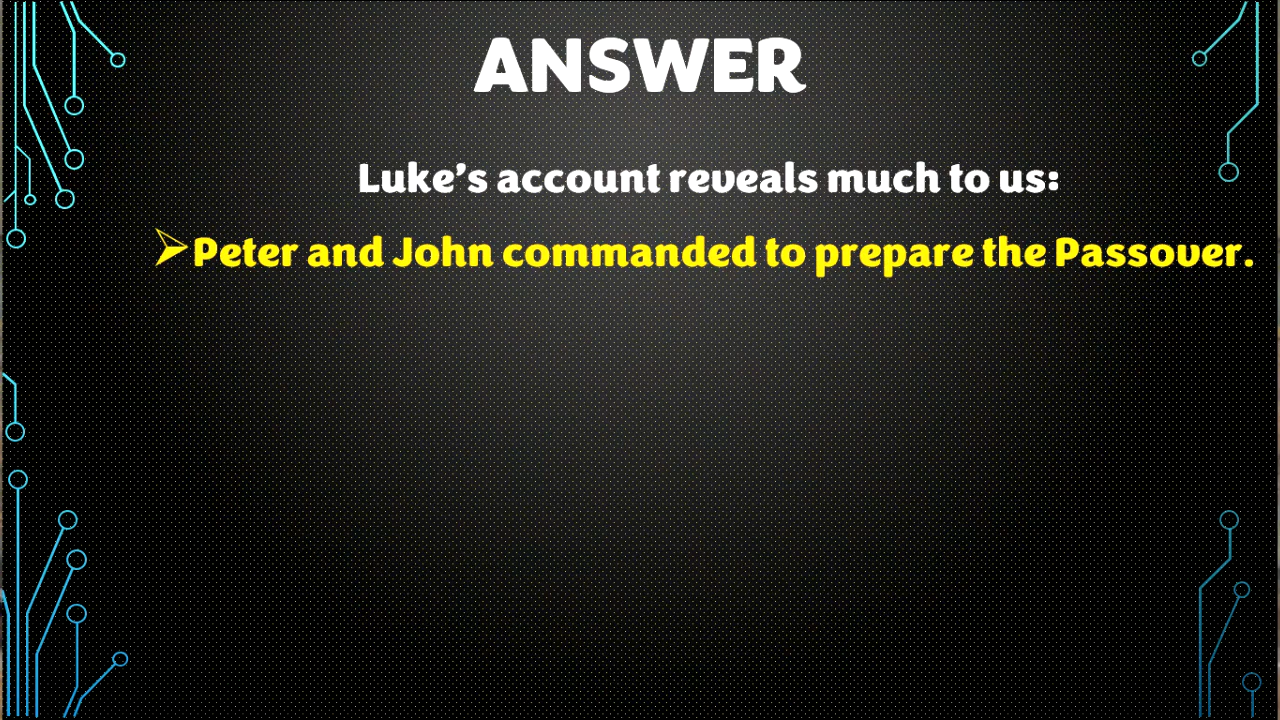 ANSWER
Luke's account reveals much to us:
➢Peter and John commanded to prepare the Passover.